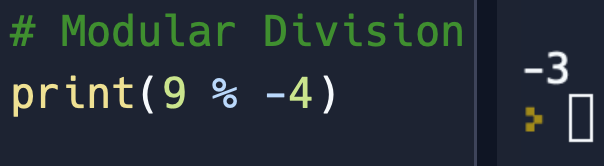 # Modular Division
print(9 % -4)
-3